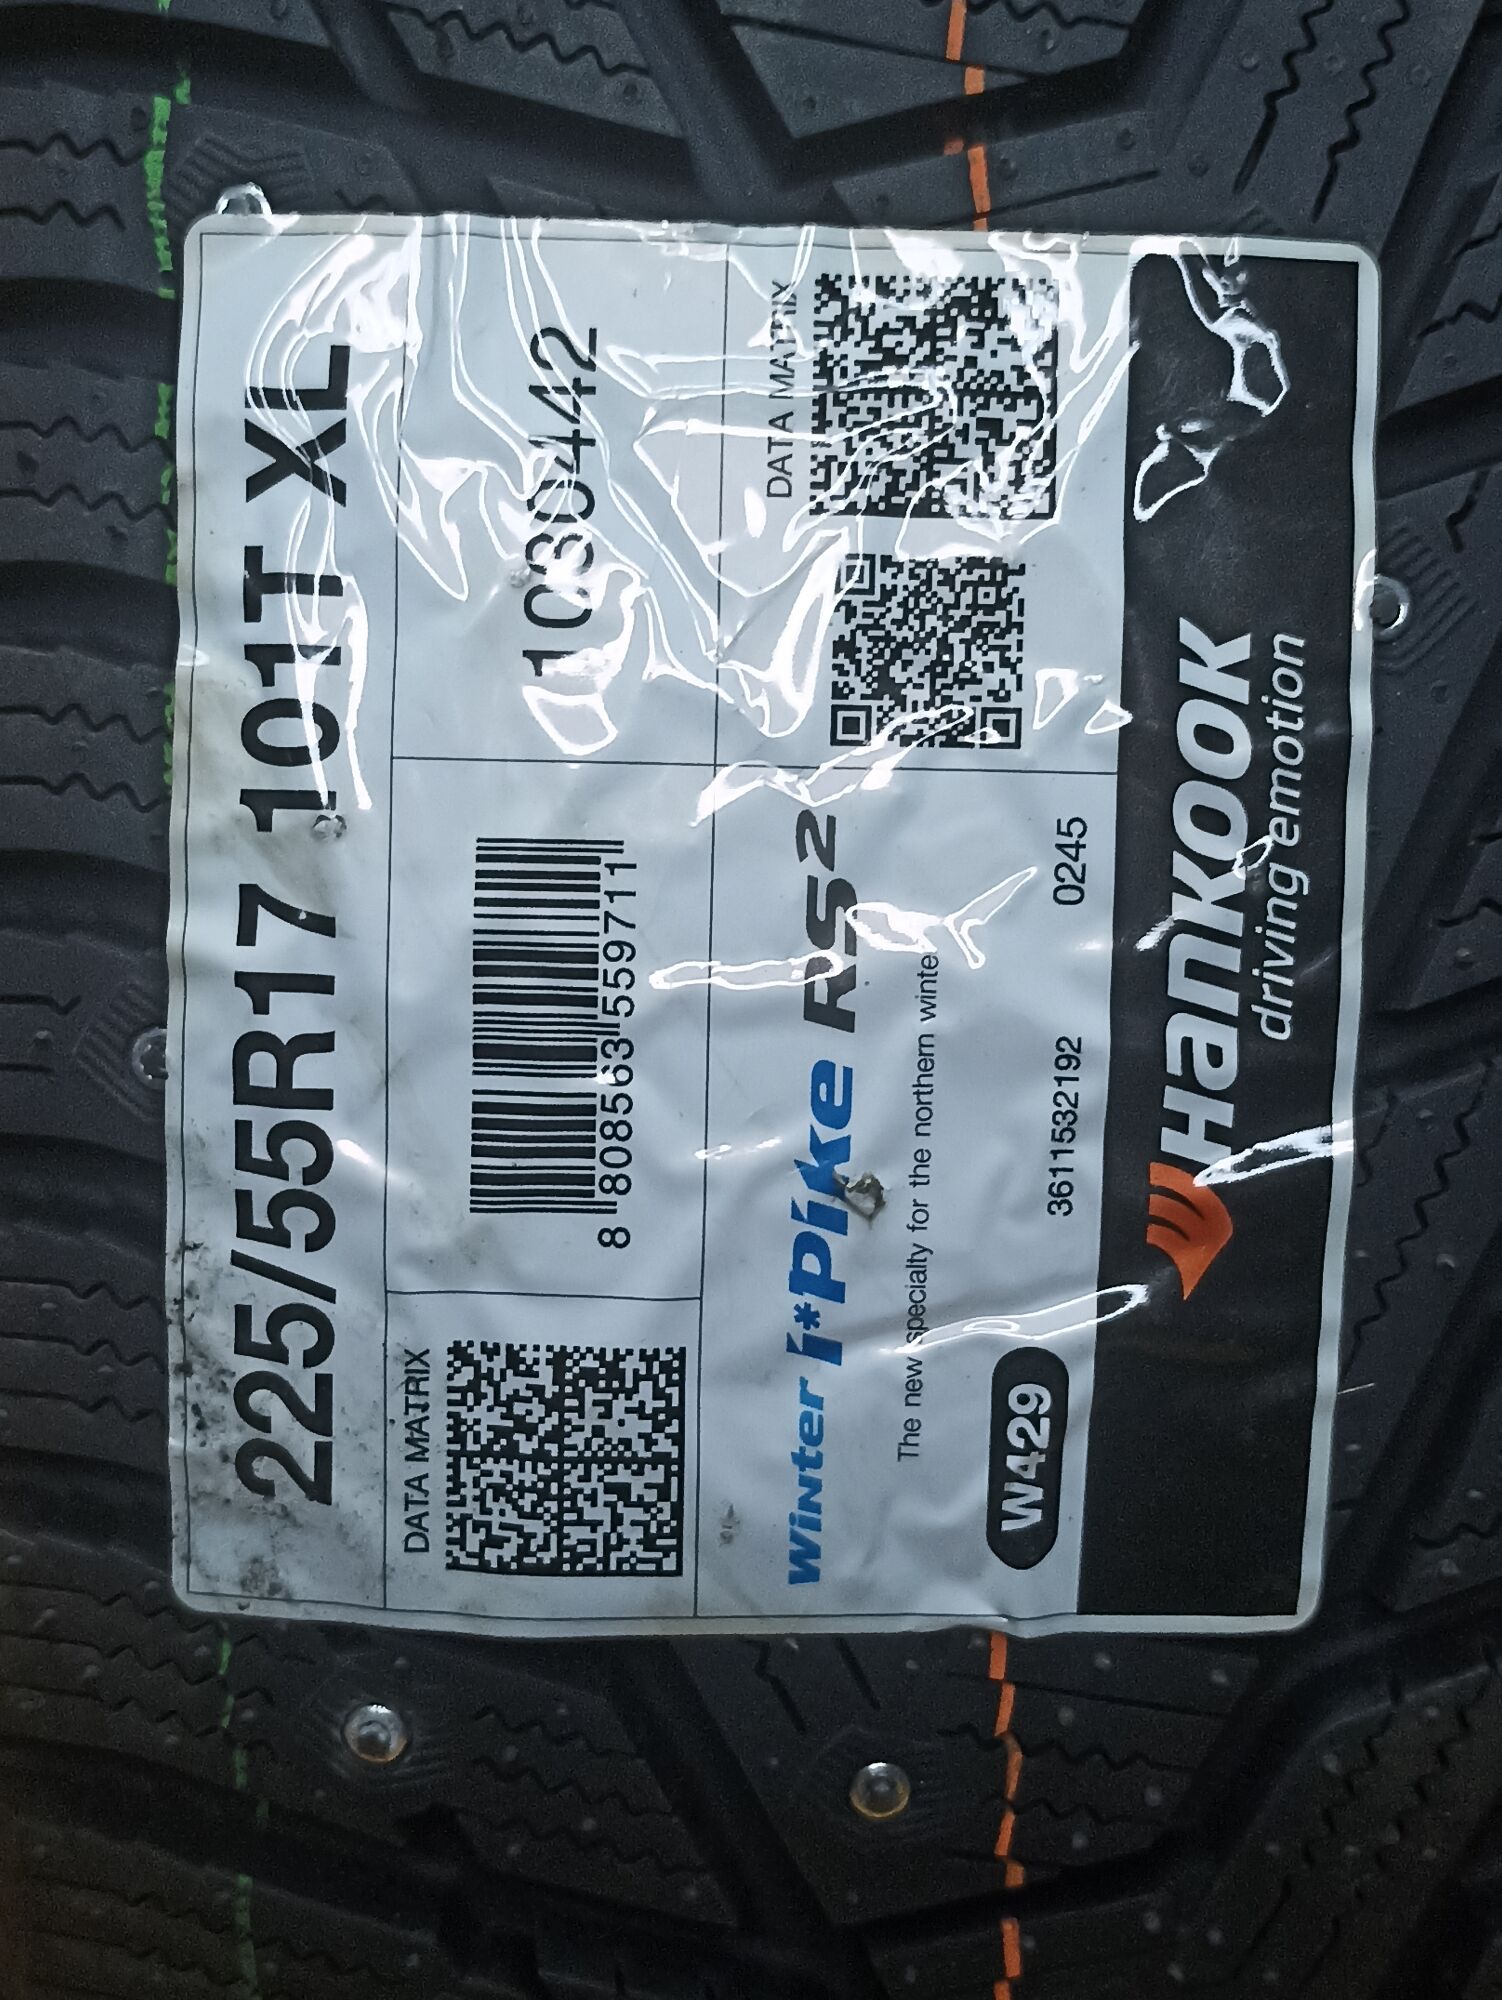 225/55R17 101T XL
DATA MATRIX
8 808563 559711
1030442
Winter i*Pike RS2
The new specialty for the northern winter
W429
3611532192
0245
DATA MATRIX
Hankook
driving emotion